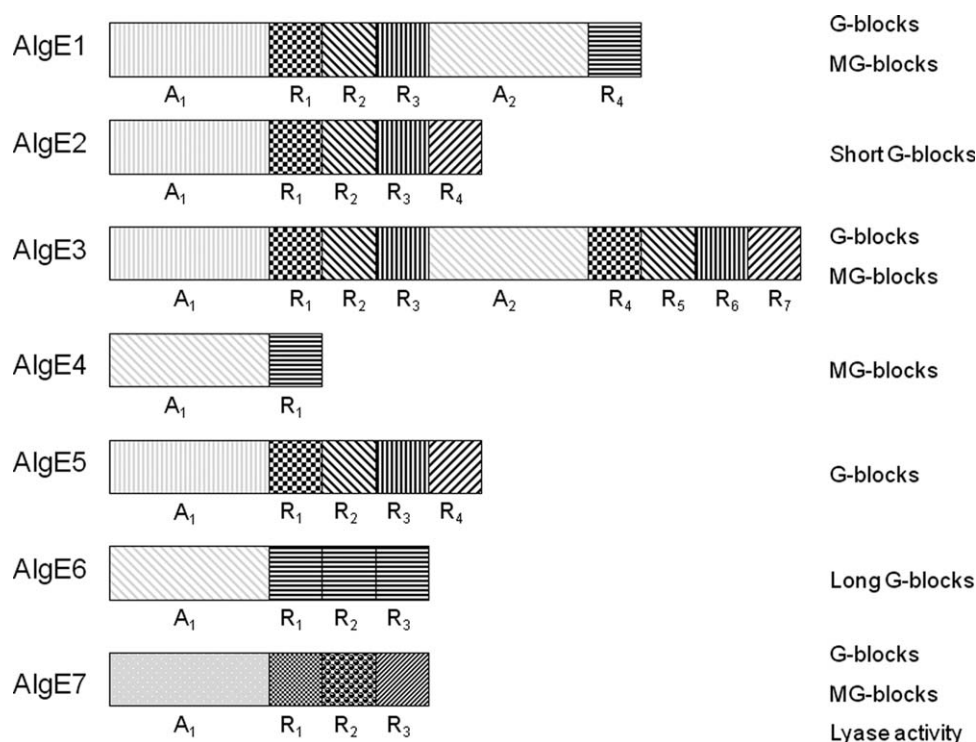 AlgE1
G-blocks
MG-blocks
A₁ R₁ R₂ R₃ A₂ R₄
AlgE2
Short G-blocks
A₁ R₁ R₂ R₃ R₄
AlgE3
G-blocks
MG-blocks
A₁ R₁ R₂ R₃ A₂ R₄ R₅ R₆ R₇
AlgE4
MG-blocks
A₁ R₁
AlgE5
G-blocks
A₁ R₁ R₂ R₃ R₄
AlgE6
Long G-blocks
A₁ R₁ R₂ R₃
AlgE7
G-blocks
MG-blocks
A₁ R₁ R₂ R₃
Lyase activity